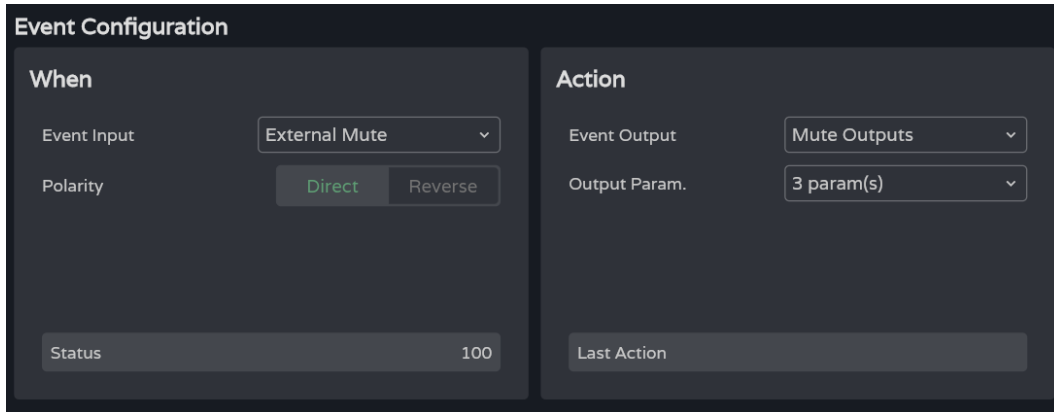 Event Configuration
When
Event Input External Mute
Polarity Direct Reverse
Status 100
Action
Event Output Mute Outputs
Output Param. 3 param(s)
Last Action